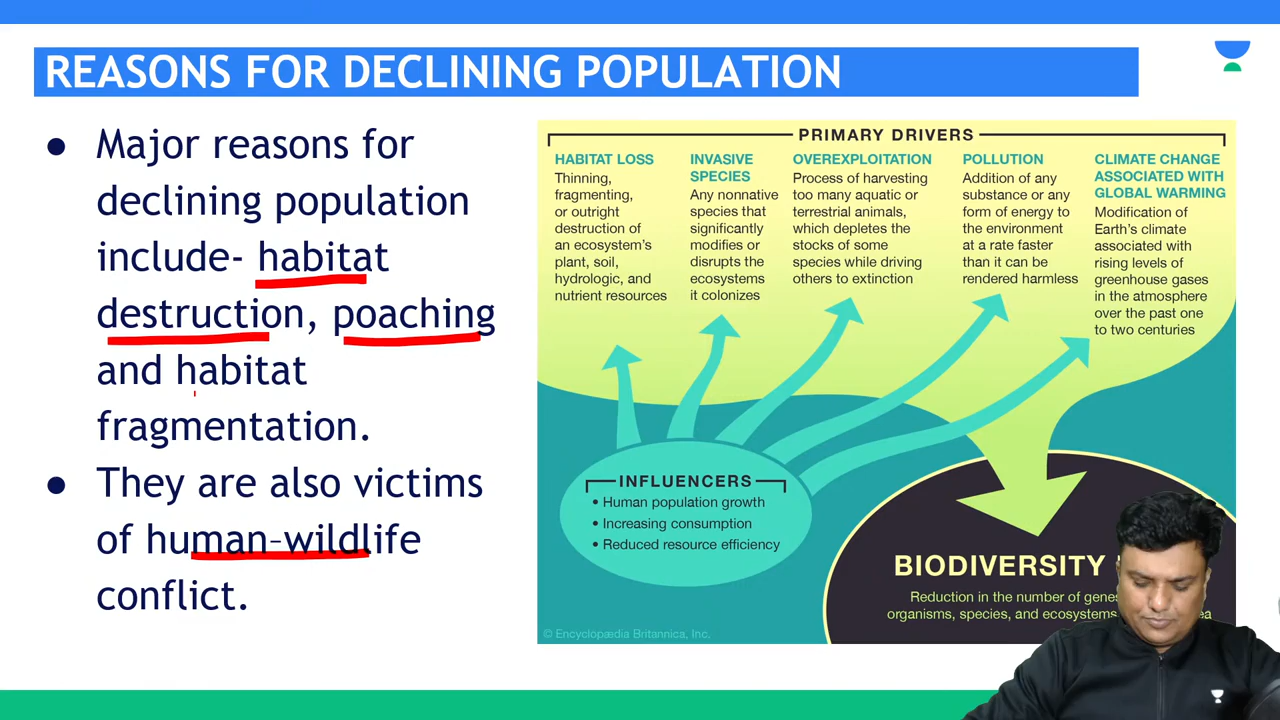 REASONS FOR DECLINING POPULATION
● Major reasons for
declining population
include- habitat
destruction, poaching
and habitat
fragmentation.
● They are also victims
of human–wildlife
conflict.
PRIMARY DRIVERS
HABITAT LOSS
Thinning,
fragmenting,
or outright
destruction of
an ecosystem's
plant, soil,
hydrologic, and
nutrient resources
INVASIVE
SPECIES
Any nonnative
species that
significantly
modifies or
disrupts the
ecosystems
it colonizes
OVEREXPLOITATION
Process of harvesting
too many aquatic or
terrestrial animals,
which depletes the
stocks of some
species while driving
others to extinction
POLLUTION
Addition of any
substance or any
form of energy to
the environment
at a rate faster
than it can be
rendered harmless
CLIMATE CHANGE
ASSOCIATED WITH
GLOBAL WARMING
Modification of
Earth's climate
associated with
rising levels of
greenhouse gases
in the atmosphere
over the past one
to two centuries
INFLUENCERS
• Human population growth
• Increasing consumption
• Reduced resource efficiency
BIODIVERSITY
Reduction in the number of genes
organisms, species, and ecosystems
© Encyclopædia Britannica, Inc.